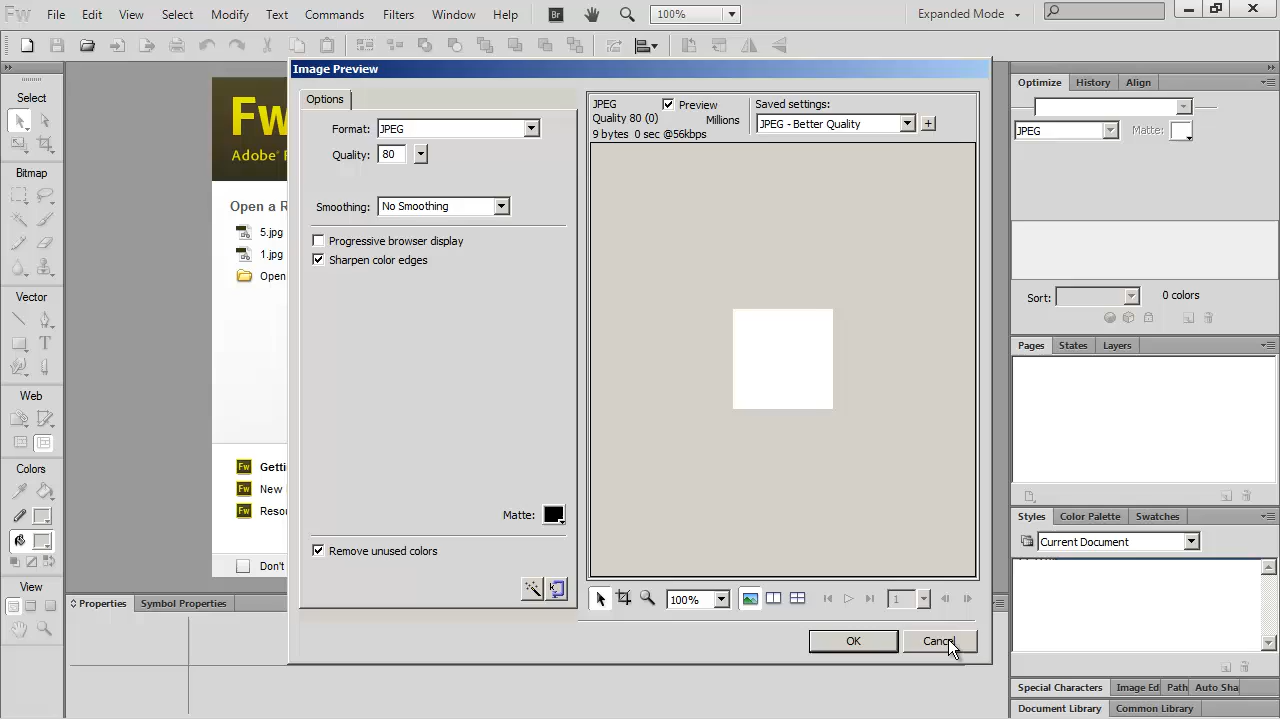 Fw File Edit View Select Modify Text Commands Filters Window Help Br 100% Expanded Mode
Select
Bitmap
Vector
Web
Colors
View
Fw
Open a R
5.jpg
1.jpg
Open
Fw Getti
Fw New
Fw Reso
Don't
Image Preview
Options
Format: JPEG
Quality: 80
Smoothing: No Smoothing
Progressive browser display
Sharpen color edges
Matte:
Remove unused colors
JPEG Preview
Quality 80 (0) Millions
9 bytes 0 sec @56kbps
Saved settings:
JPEG - Better Quality
100% 1
OK Cancel
Optimize History Align
JPEG Matte:
Sort: 0 colors
Pages States Layers
Styles Color Palette Swatches
Current Document
Special Characters Image Ed Path Auto Sha
Document Library Common Library
Properties Symbol Properties